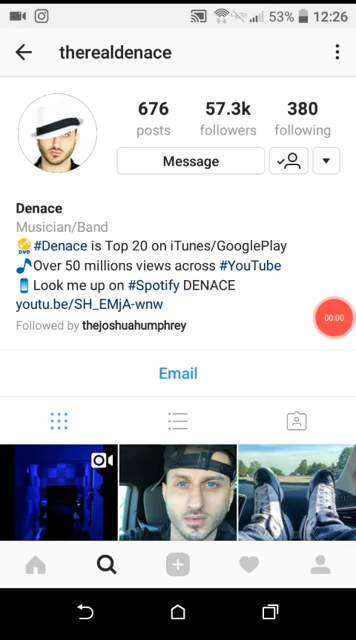 53% 12:26
therealdenace
676 57.3k 380
posts followers following
Message
Denace
Musician/Band
#Denace is Top 20 on iTunes/GooglePlay
Over 50 millions views across #YouTube
Look me up on #Spotify DENACE
youtu.be/SH_EMjA-wnw
Followed by thejoshuahumphrey
00:00
Email